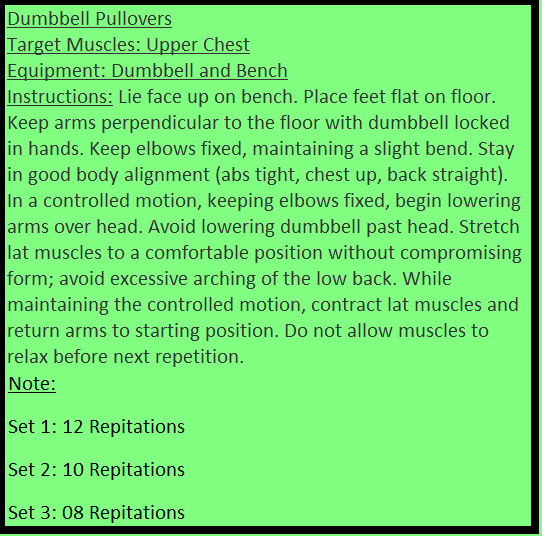 Dumbbell Pullovers
Target Muscles: Upper Chest
Equipment: Dumbbell and Bench
Instructions: Lie face up on bench. Place feet flat on floor.
Keep arms perpendicular to the floor with dumbbell locked
in hands. Keep elbows fixed, maintaining a slight bend. Stay
in good body alignment (abs tight, chest up, back straight).
In a controlled motion, keeping elbows fixed, begin lowering
arms over head. Avoid lowering dumbbell past head. Stretch
lat muscles to a comfortable position without compromising
form; avoid excessive arching of the low back. While
maintaining the controlled motion, contract lat muscles and
return arms to starting position. Do not allow muscles to
relax before next repetition.
Note:
Set 1: 12 Repitations
Set 2: 10 Repitations
Set 3: 08 Repitations